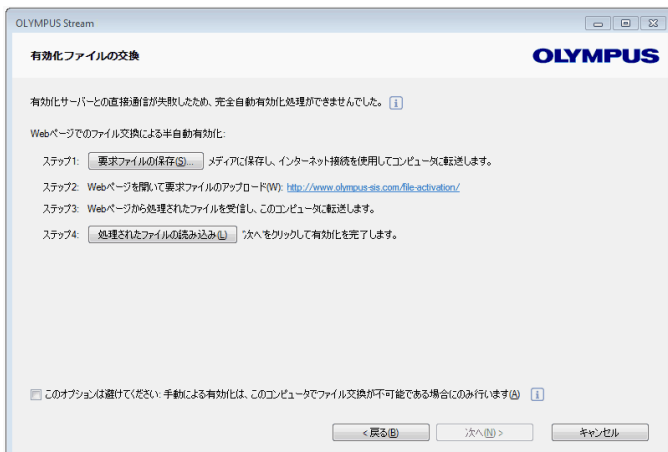 OLYMPUS Stream
有効化ファイルの交換
OLYMPUS
有効化サーバーとの直接通信が失敗したため、完全自動有効化処理ができませんでした。 i
Webページでのファイル交換による半自動有効化:
ステップ1: 要求ファイルの保存(S)... メディアに保存し、インターネット接続を使用してコンピュータに転送します。
ステップ2: Webページを開いて要求ファイルのアップロード(W): http://www.olympus-sis.com/file-activation/
ステップ3: Webページから処理されたファイルを受信し、このコンピュータに転送します。
ステップ4: 処理されたファイルの読み込み(L) "次へ"をクリックして有効化を完了します。
このオプションは避けてください: 手動による有効化は、このコンピュータでファイル交換が不可能である場合にのみ行います(A) i
< 戻る(B) 次へ(N) > キャンセル